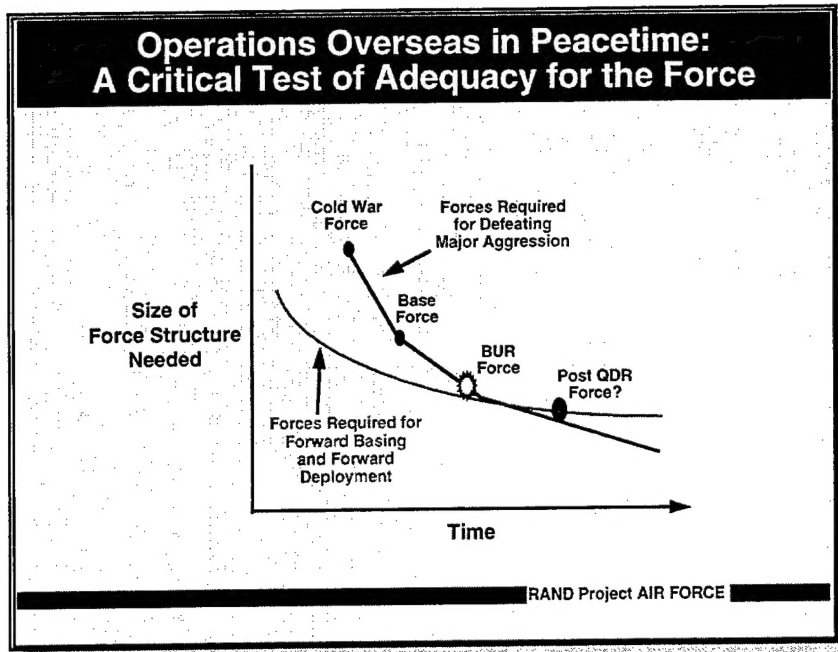 Operations Overseas in Peacetime:
A Critical Test of Adequacy for the Force
Cold War
Force
Forces Required
for Defeating
Major Aggression
Size of
Force Structure
Needed
Base
Force
BUR
Force
Post QDR
Force?
Forces Required for
Forward Basing
and Forward
Deployment
Time
RAND Project AIR FORCE